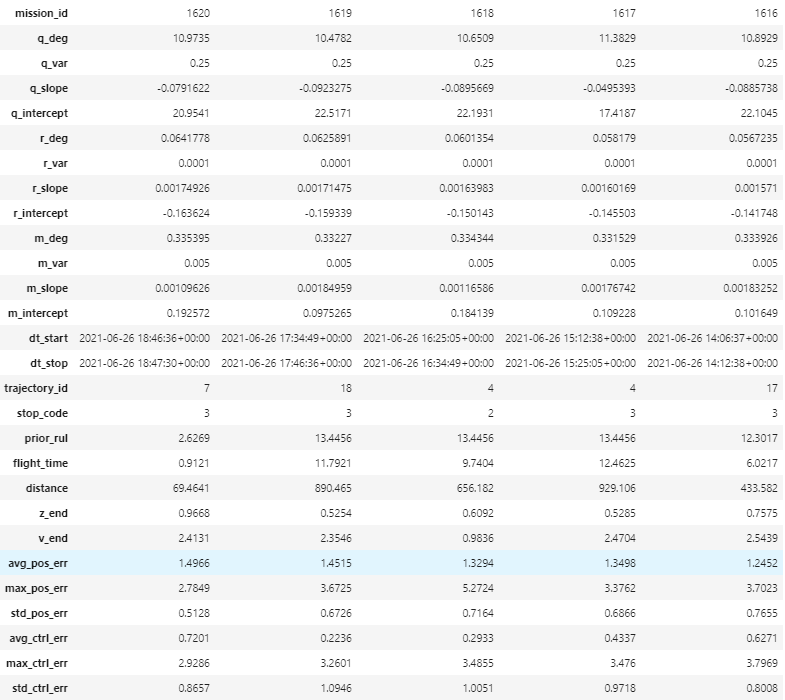 mission_id 1620 1619 1618 1617 1616
q_deg 10.9735 10.4782 10.6509 11.3829 10.8929
q_var 0.25 0.25 0.25 0.25 0.25
q_slope -0.0791622 -0.0923275 -0.0895669 -0.0495393 -0.0885738
q_intercept 20.9541 22.5171 22.1931 17.4187 22.1045
r_deg 0.0641778 0.0625891 0.0601354 0.058179 0.0567235
r_var 0.0001 0.0001 0.0001 0.0001 0.0001
r_slope 0.00174926 0.00171475 0.00163983 0.00160169 0.001571
r_intercept -0.163624 -0.159339 -0.150143 -0.145503 -0.141748
m_deg 0.335395 0.33227 0.334344 0.331529 0.333926
m_var 0.005 0.005 0.005 0.005 0.005
m_slope 0.00109626 0.00184959 0.00116586 0.00176742 0.00183252
m_intercept 0.192572 0.0975265 0.184139 0.109228 0.101649
dt_start 2021-06-26 18:46:36+00:00 2021-06-26 17:34:49+00:00 2021-06-26 16:25:05+00:00 2021-06-26 15:12:38+00:00 2021-06-26 14:06:37+00:00
dt_stop 2021-06-26 18:47:30+00:00 2021-06-26 17:46:36+00:00 2021-06-26 16:34:49+00:00 2021-06-26 15:25:05+00:00 2021-06-26 14:12:38+00:00
trajectory_id 7 18 4 4 17
stop_code 3 3 2 3 3
prior_rul 2.6269 13.4456 13.4456 13.4456 12.3017
flight_time 0.9121 11.7921 9.7404 12.4625 6.0217
distance 69.4641 890.465 656.182 929.106 433.582
z_end 0.9668 0.5254 0.6092 0.5285 0.7575
v_end 2.4131 2.3546 0.9836 2.4704 2.5439
avg_pos_err 1.4966 1.4515 1.3294 1.3498 1.2452
max_pos_err 2.7849 3.6725 5.2724 3.3762 3.7023
std_pos_err 0.5128 0.6726 0.7164 0.6866 0.7655
avg_ctrl_err 0.7201 0.2236 0.2933 0.4337 0.6271
max_ctrl_err 2.9286 3.2601 3.4855 3.476 3.7969
std_ctrl_err 0.8657 1.0946 1.0051 0.9718 0.8008